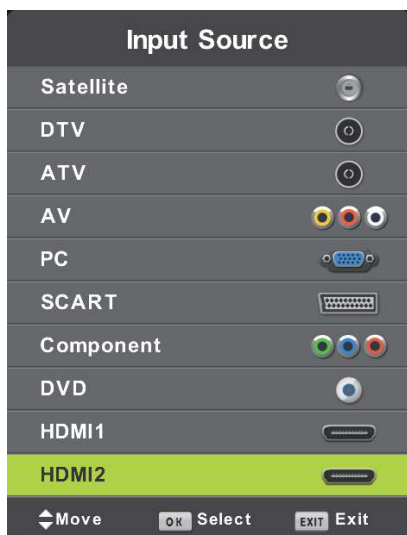 Input Source
Satellite
DTV
ATV
AV
PC
SCART
Component
DVD
HDMI1
HDMI2
Move OK Select EXIT Exit